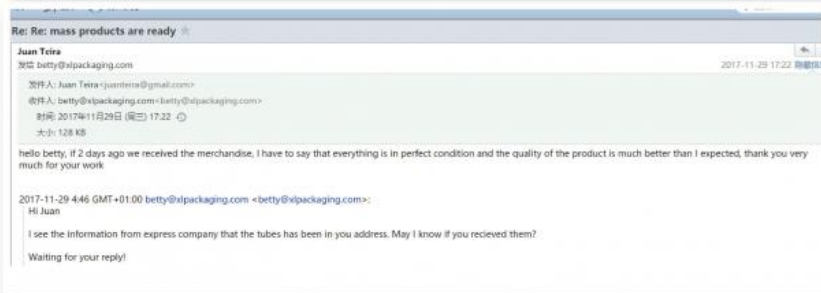 Re: Re: mass products are ready
Juan Teira
发给 betty@xlpackaging.com
2017-11-29 17:22
发件人: Juan Teira<juanteira@gmail.com>
收件人: betty@xlpackaging.com<betty@xlpackaging.com>
时间: 2017年11月29日 (周三) 17:22
大小: 128 KB
hello betty, if 2 days ago we received the merchandise, I have to say that everything is in perfect condition and the quality of the product is much better than I expected, thank you very
much for your work
2017-11-29 4:46 GMT+01:00 betty@xlpackaging.com <betty@xlpackaging.com>:
Hi Juan
I see the information from express company that the tubes has been in you address. May I know if you recieved them?
Waiting for your reply!